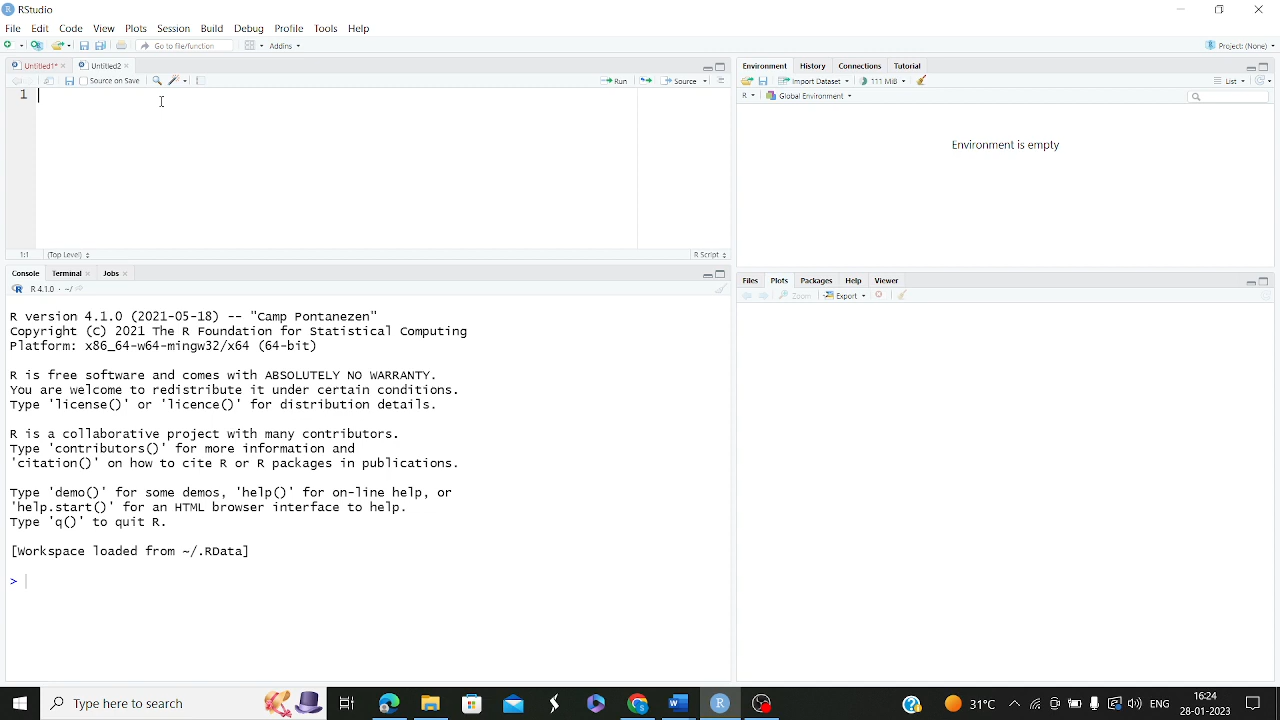 RStudio
File Edit Code View Plots Session Build Debug Profile Tools Help
Go to file/function Addins Project: (None)
Untitled1* Untitled2
Source on Save Run Source
1
1:1 (Top Level) R Script
Console Terminal Jobs
R 4.1.0 · ~/
R version 4.1.0 (2021-05-18) -- "Camp Pontanezen"
Copyright (C) 2021 The R Foundation for Statistical Computing
Platform: x86_64-w64-mingw32/x64 (64-bit)
R is free software and comes with ABSOLUTELY NO WARRANTY.
You are welcome to redistribute it under certain conditions.
Type 'license()' or 'licence()' for distribution details.
R is a collaborative project with many contributors.
Type 'contributors()' for more information and
'citation()' on how to cite R or R packages in publications.
Type 'demo()' for some demos, 'help()' for on-line help, or
'help.start()' for an HTML browser interface to help.
Type 'q()' to quit R.
[Workspace loaded from ~/.RData]
>
Environment History Connections Tutorial
Import Dataset 111 MiB List
R Global Environment
Environment is empty
Files Plots Packages Help Viewer
Zoom Export
Type here to search
31°C ENG
16:24
28-01-2023